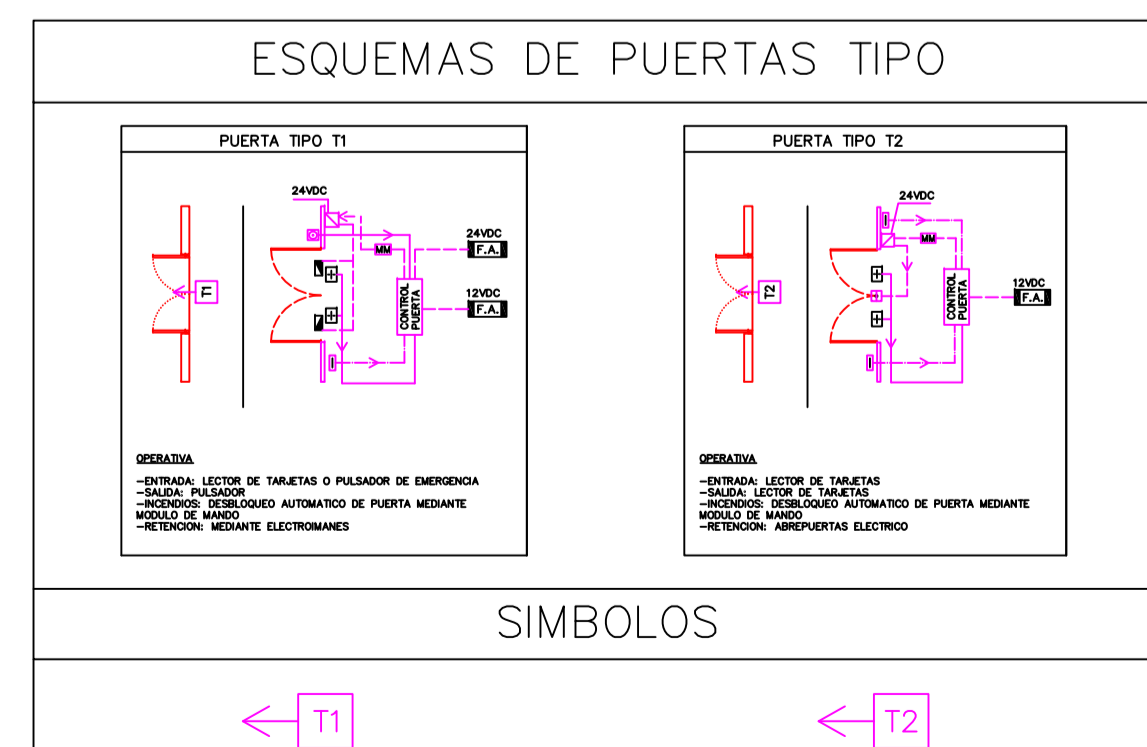 ESQUEMAS DE PUERTAS TIPO
PUERTA TIPO T1
24VDC
24VDC
F.A.
MM
12VDC
F.A.
CONTROL
PUERTA
T1
OPERATIVA
-ENTRADA: LECTOR DE TARJETAS O PULSADOR DE EMERGENCIA
-SALIDA: PULSADOR
-INCENDIOS: DESBLOQUEO AUTOMATICO DE PUERTA MEDIANTE
MODULO DE MANDO
-RETENCION: MEDIANTE ELECTROIMANES
PUERTA TIPO T2
24VDC
MM
12VDC
F.A.
CONTROL
PUERTA
T2
OPERATIVA
-ENTRADA: LECTOR DE TARJETAS
-SALIDA: LECTOR DE TARJETAS
-INCENDIOS: DESBLOQUEO AUTOMATICO DE PUERTA MEDIANTE
MODULO DE MANDO
-RETENCION: ABREPUERTAS ELECTRICO
SIMBOLOS
T1
T2